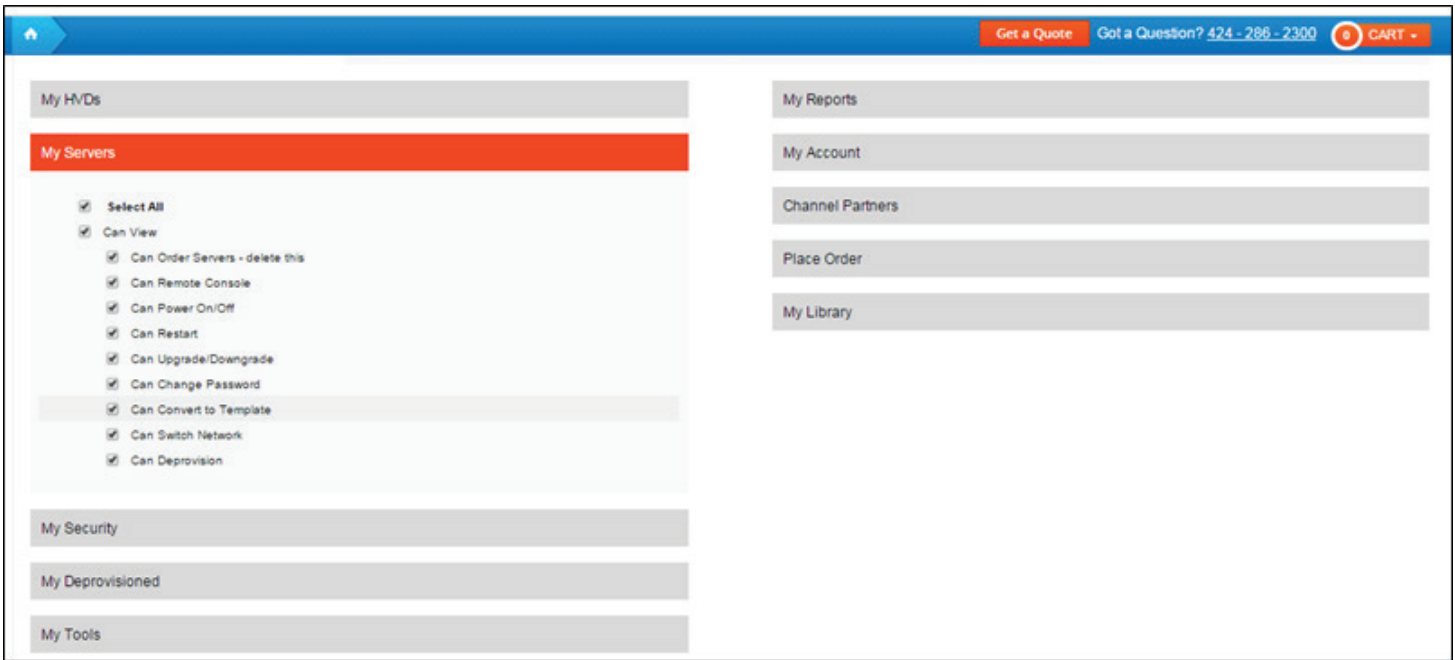 Get a Quote Got a Question? 424 - 286 - 2300 0 CART
My HVDs
My Servers
Select All
Can View
Can Order Servers - delete this
Can Remote Console
Can Power On/Off
Can Restart
Can Upgrade/Downgrade
Can Change Password
Can Convert to Template
Can Switch Network
Can Deprovision
My Security
My Deprovisioned
My Tools
My Reports
My Account
Channel Partners
Place Order
My Library